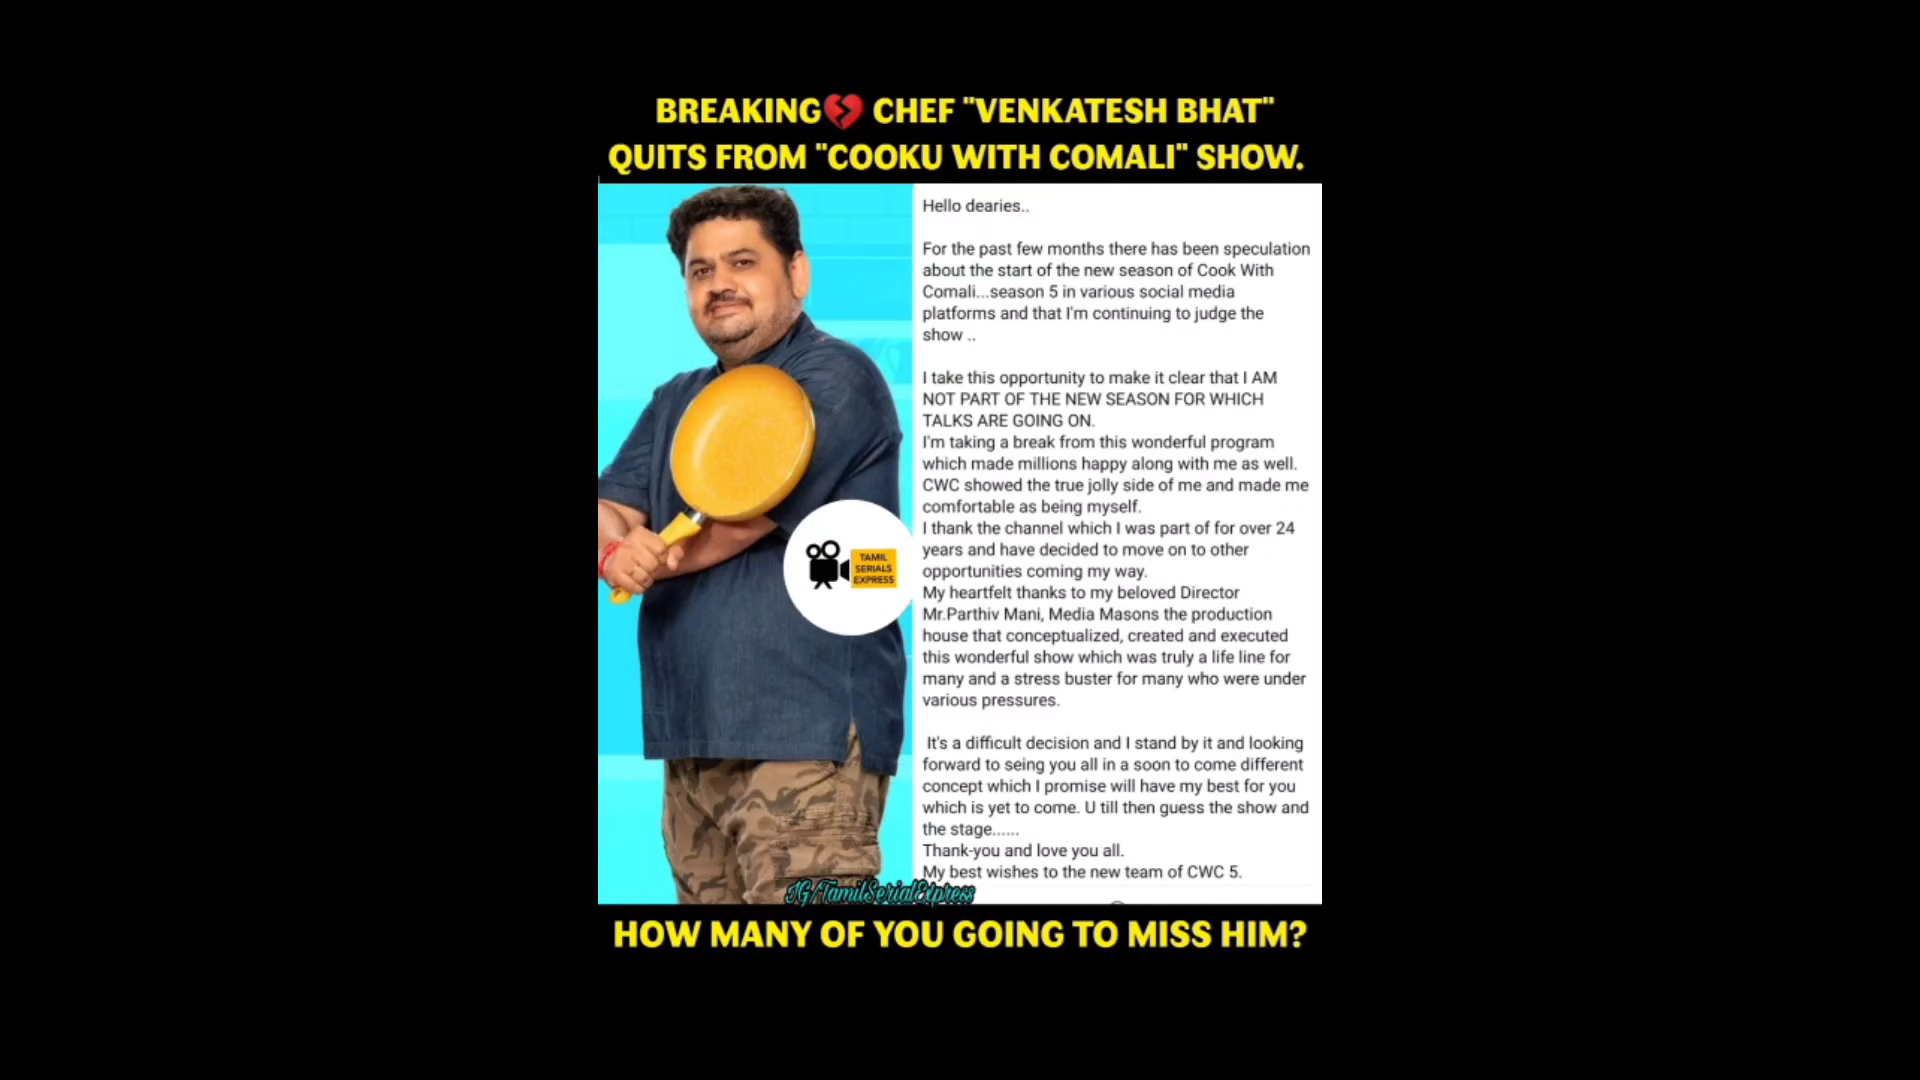 BREAKING💔 CHEF "VENKATESH BHAT"
QUITS FROM "COOKU WITH COMALI" SHOW.
Hello dearies..
For the past few months there has been speculation
about the start of the new season of Cook With
Comali...season 5 in various social media
platforms and that I'm continuing to judge the
show ..
I take this opportunity to make it clear that I AM
NOT PART OF THE NEW SEASON FOR WHICH
TALKS ARE GOING ON.
I'm taking a break from this wonderful program
which made millions happy along with me as well.
CWC showed the true jolly side of me and made me
comfortable as being myself.
I thank the channel which I was part of for over 24
years and have decided to move on to other
opportunities coming my way.
My heartfelt thanks to my beloved Director
Mr.Parthiv Mani, Media Masons the production
house that conceptualized, created and executed
this wonderful show which was truly a life line for
many and a stress buster for many who were under
various pressures.
It's a difficult decision and I stand by it and looking
forward to seing you all in a soon to come different
concept which I promise will have my best for you
which is yet to come. U till then guess the show and
the stage......
Thank-you and love you all.
My best wishes to the new team of CWC 5.
TAMIL
SERIALS
EXPRESS
IG/TamilSerialExpress
HOW MANY OF YOU GOING TO MISS HIM?